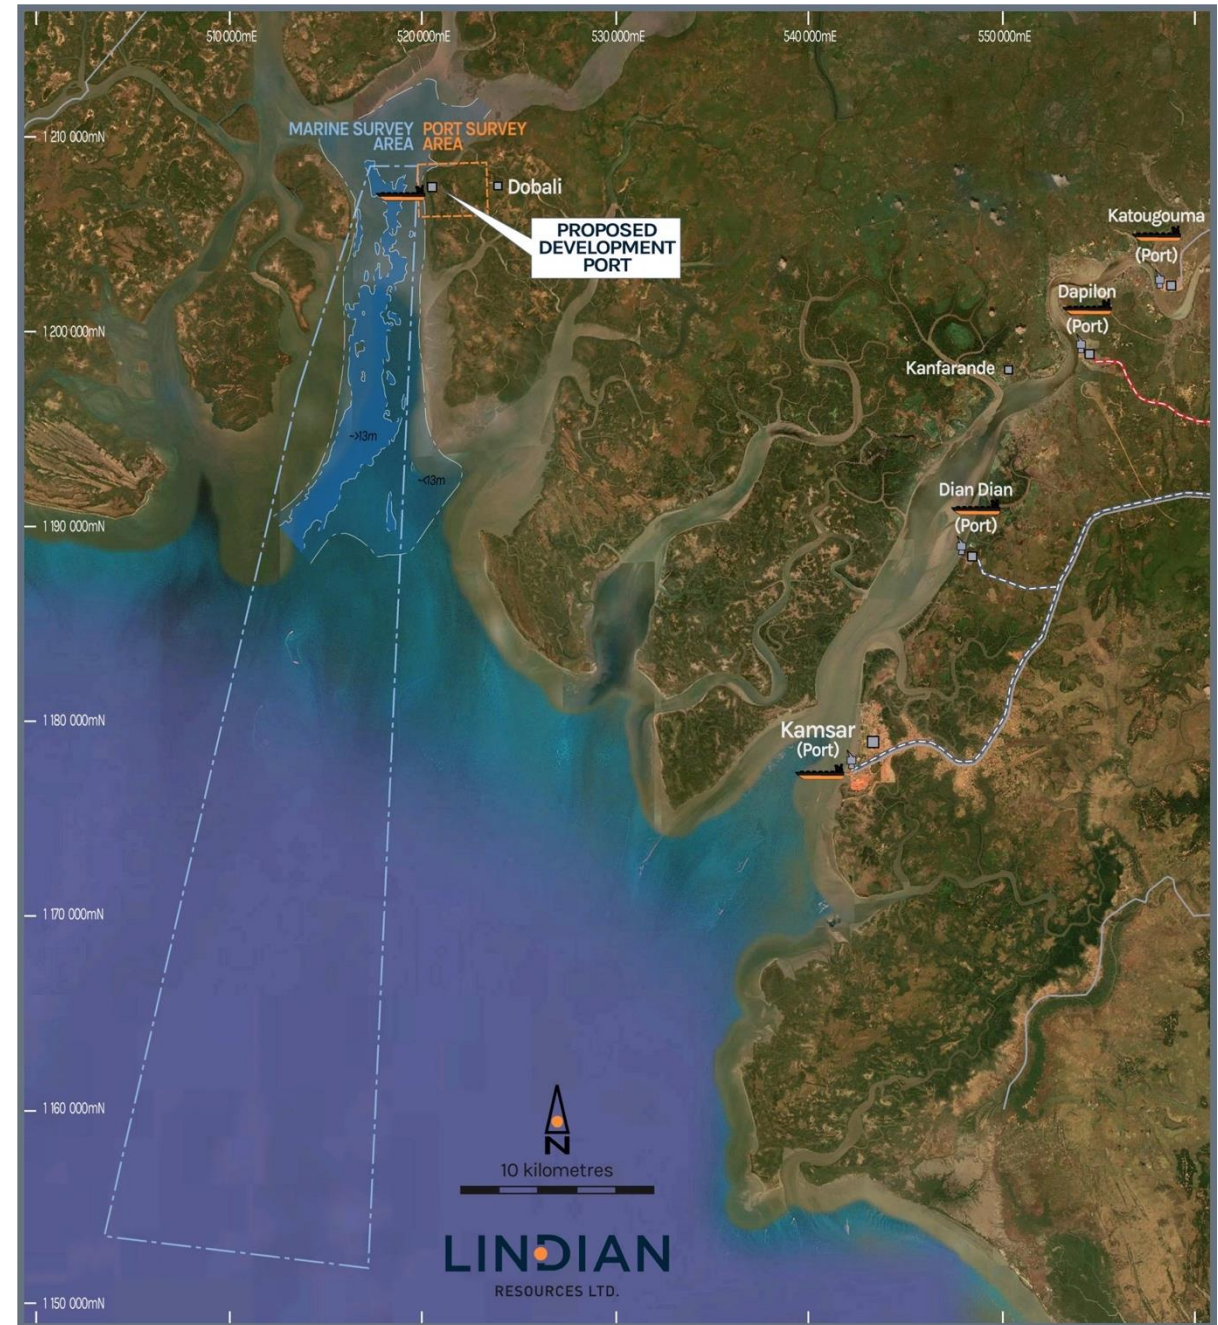 510 000mE
520 000mE
530 000mE
540 000mE
550 000mE
1 210 000mN
MARINE SURVEY
AREA
PORT SURVEY
AREA
Dobali
PROPOSED
DEVELOPMENT
PORT
Katougouma
(Port)
Dapilon
(Port)
1 200 000mN
Kanfarande
->13m
-<13m
Dian Dian
(Port)
1 190 000mN
1 180 000mN
Kamsar
(Port)
1 170 000mN
1 160 000mN
N
10 kilometres
LINDIAN
RESOURCES LTD.
1 150 000mN